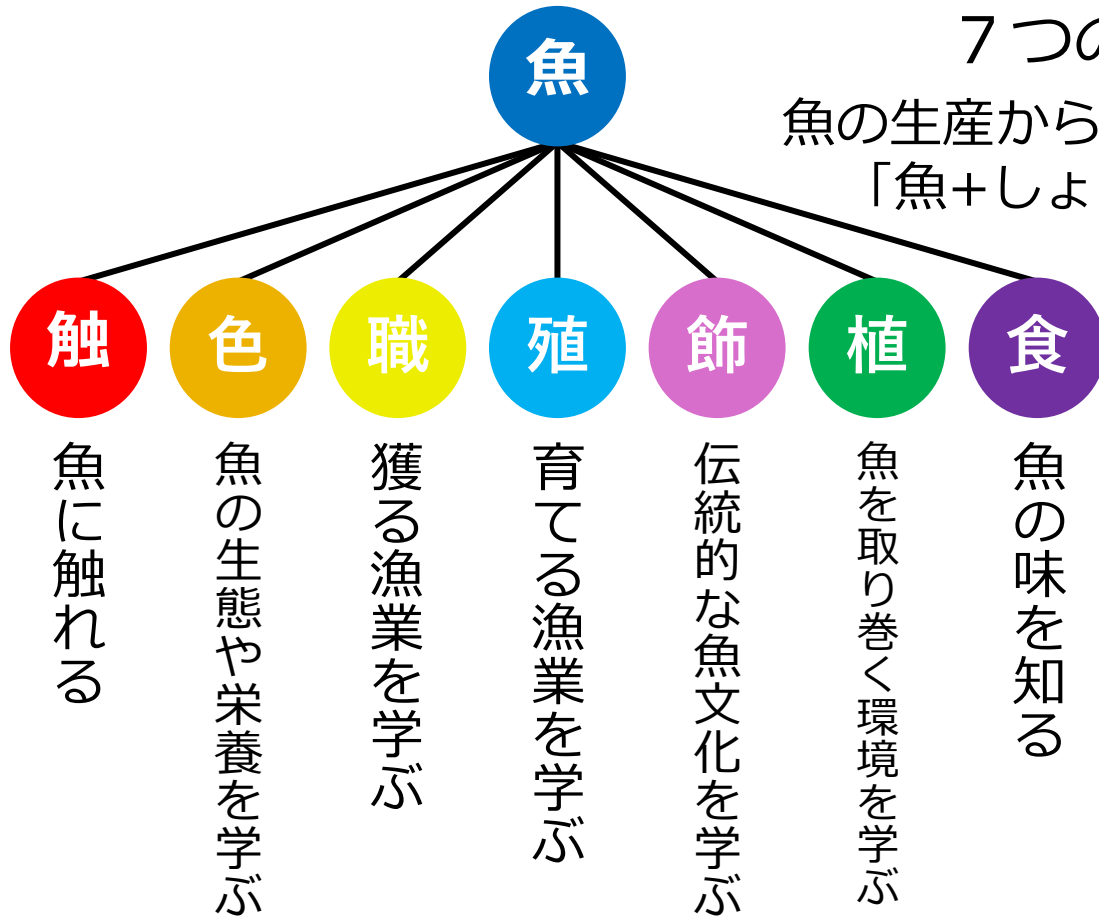 魚
７つの
魚の生産から
「魚+しょ
触
色
職
殖
飾
植
食
魚に触れる
魚の生態や栄養を学ぶ
獲る漁業を学ぶ
育てる漁業を学ぶ
伝統的な魚文化を学ぶ
魚を取り巻く環境を学ぶ
魚の味を知る